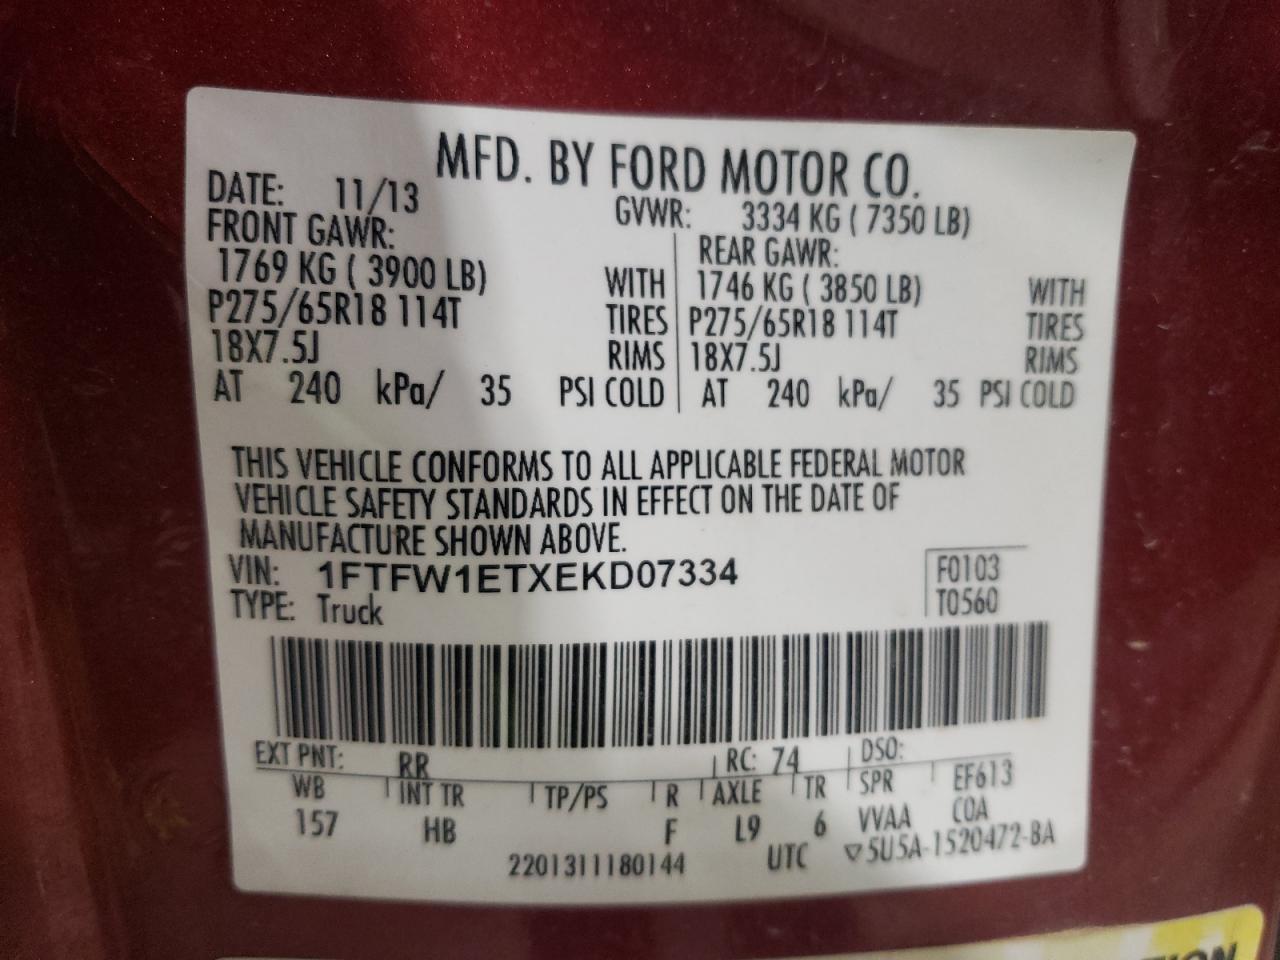 MFD. BY FORD MOTOR CO.
DATE: 11/13
GVWR: 3334 KG ( 7350 LB)
FRONT GAWR:
REAR GAWR:
1769 KG ( 3900 LB) WITH
1746 KG ( 3850 LB) WITH
P275/65R18 114T TIRES
P275/65R18 114T TIRES
18X7.5J RIMS
18X7.5J RIMS
AT 240 kPa/ 35 PSI COLD
AT 240 kPa/ 35 PSI COLD
THIS VEHICLE CONFORMS TO ALL APPLICABLE FEDERAL MOTOR
VEHICLE SAFETY STANDARDS IN EFFECT ON THE DATE OF
MANUFACTURE SHOWN ABOVE.
VIN: 1FTFW1ETXEKD07334
F0103
TYPE: Truck
T0560
EXT PNT: RR RC: 74 DSO:
WB INT TR TP/PS R AXLE TR SPR EF613
157 HB F L9 6 VVAA COA
2201311180144 UTC ▽5U5A-1520472-BA